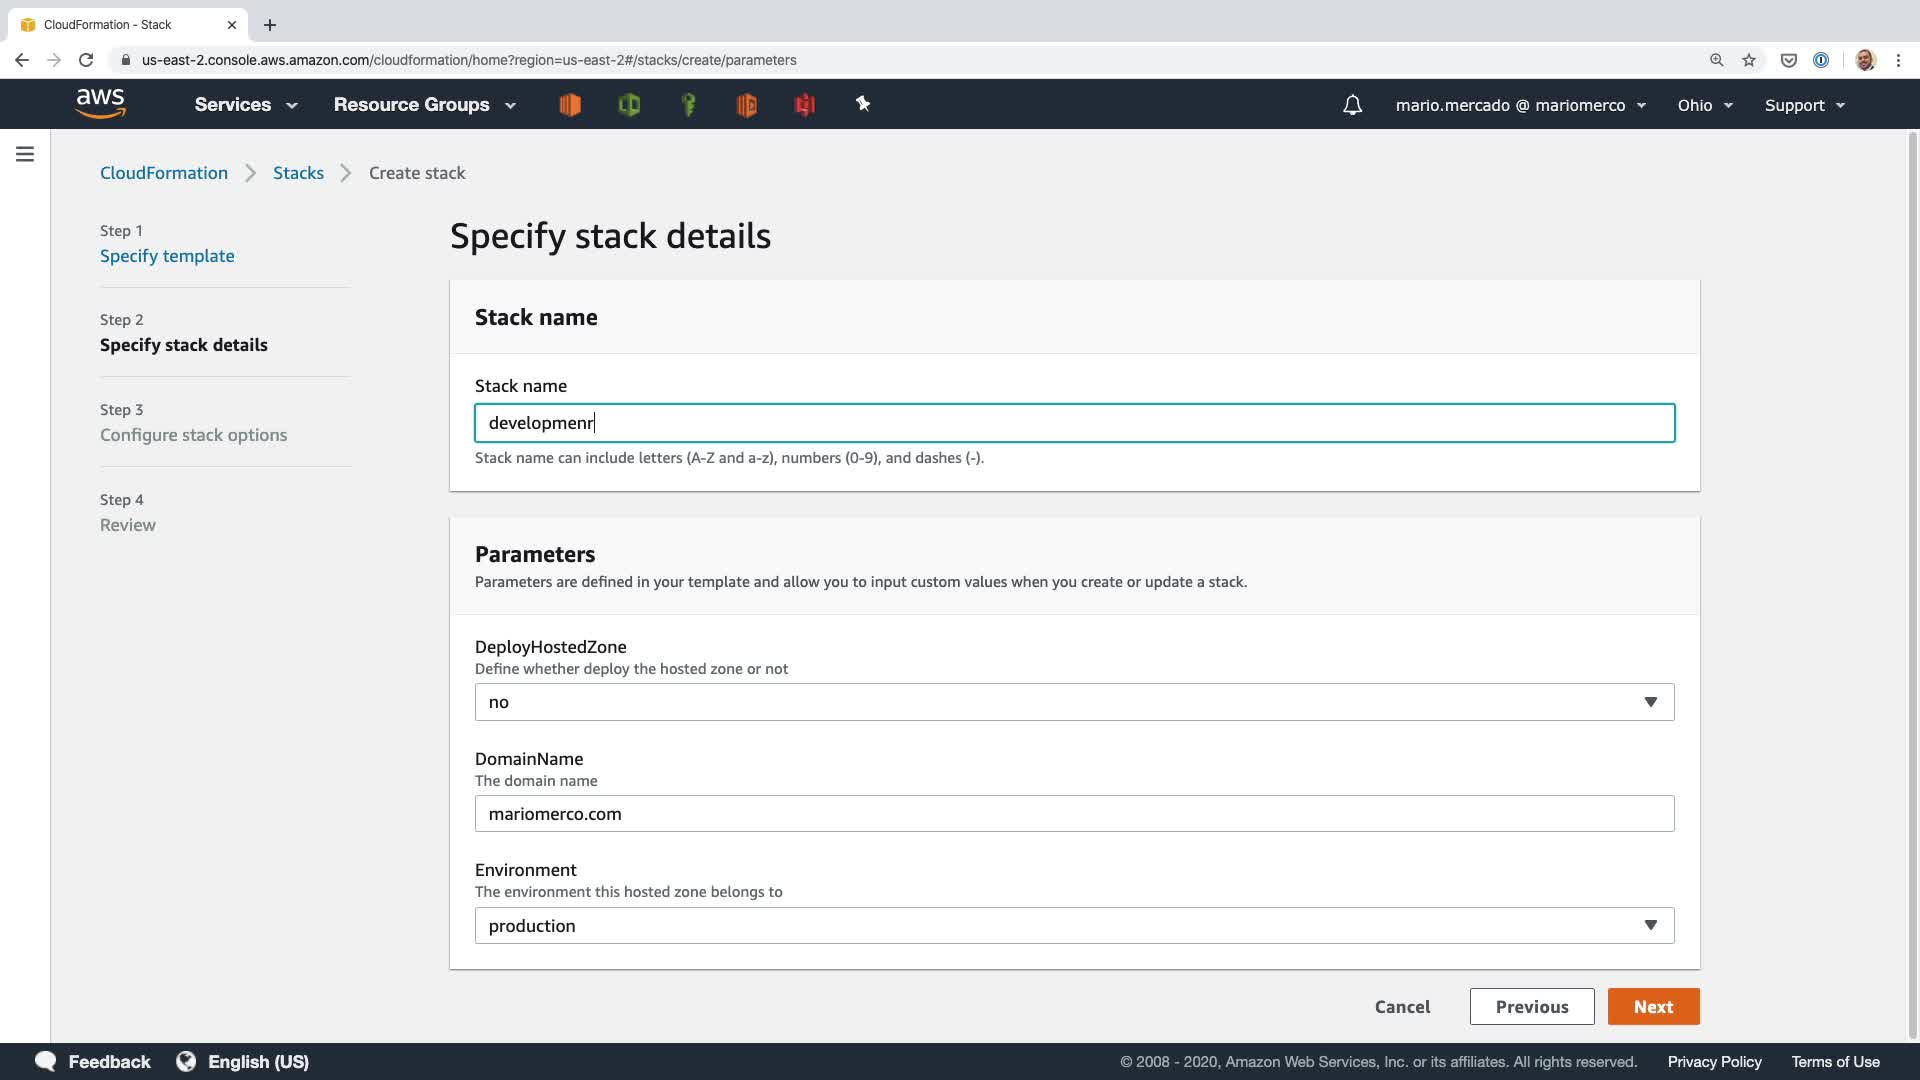 CloudFormation - Stack
us-east-2.console.aws.amazon.com/cloudformation/home?region=us-east-2#/stacks/create/parameters
aws
Services
Resource Groups
mario.mercado @ mariomerco
Ohio
Support
CloudFormation
Stacks
Create stack
Step 1
Specify template
Step 2
Specify stack details
Step 3
Configure stack options
Step 4
Review
Specify stack details
Stack name
Stack name
developmenr
Stack name can include letters (A-Z and a-z), numbers (0-9), and dashes (-).
Parameters
Parameters are defined in your template and allow you to input custom values when you create or update a stack.
DeployHostedZone
Define whether deploy the hosted zone or not
no
DomainName
The domain name
mariomerco.com
Environment
The environment this hosted zone belongs to
production
Cancel
Previous
Next
Feedback
English (US)
© 2008 - 2020, Amazon Web Services, Inc. or its affiliates. All rights reserved.
Privacy Policy
Terms of Use